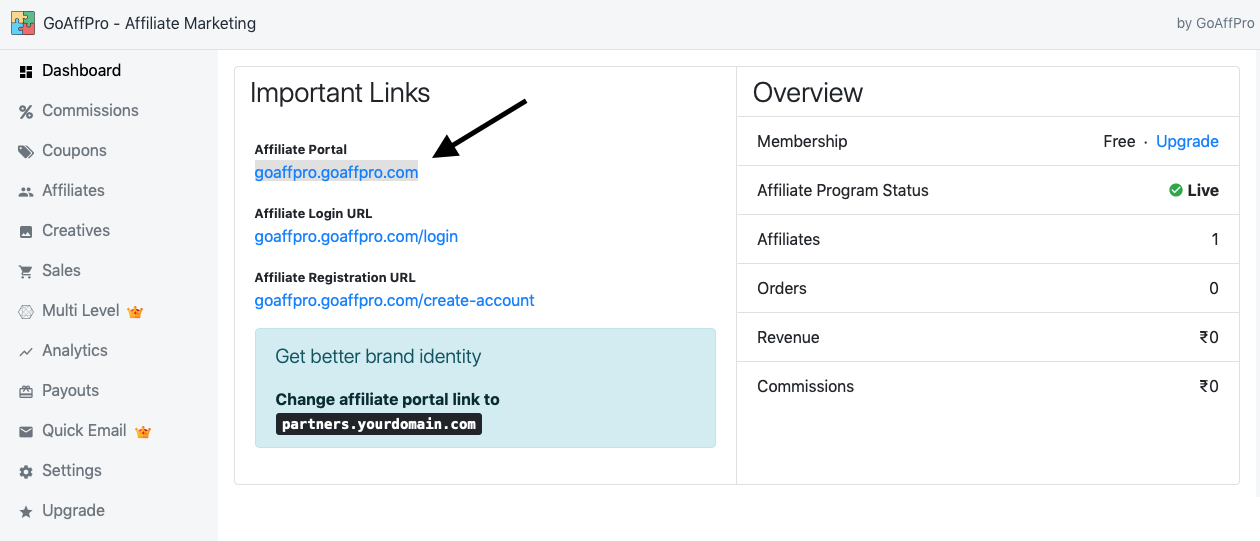 GoAffPro - Affiliate Marketing
by GoAffPro
Dashboard
Commissions
Coupons
Affiliates
Creatives
Sales
Multi Level
Analytics
Payouts
Quick Email
Settings
Upgrade
Important Links
Affiliate Portal
goaffpro.goaffpro.com
Affiliate Login URL
goaffpro.goaffpro.com/login
Affiliate Registration URL
goaffpro.goaffpro.com/create-account
Get better brand identity
Change affiliate portal link to
partners.yourdomain.com
Overview
Membership Free · Upgrade
Affiliate Program Status Live
Affiliates 1
Orders 0
Revenue ₹0
Commissions ₹0